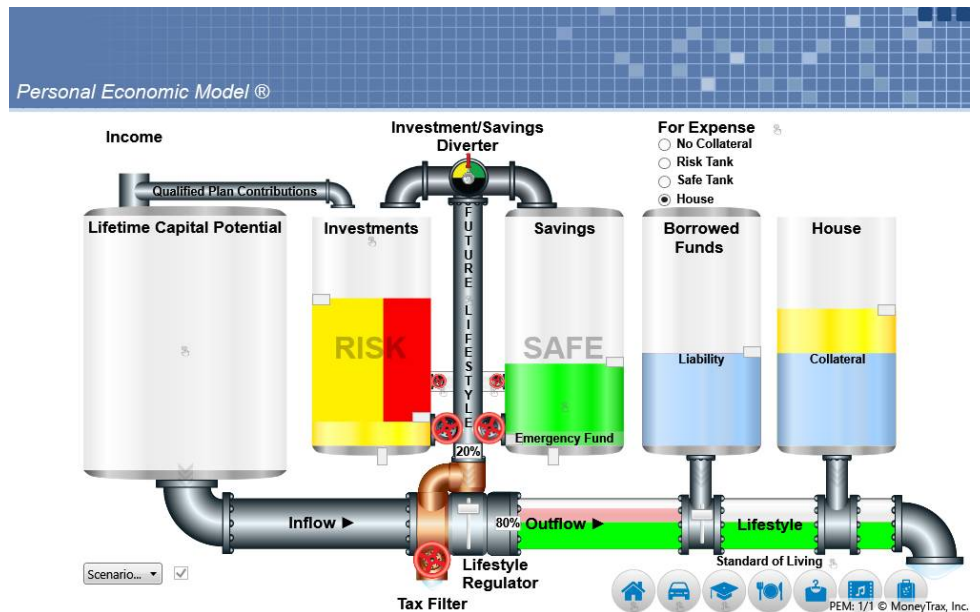 Personal Economic Model ®
Income
Investment/Savings
Diverter
For Expense
No Collateral
Risk Tank
Safe Tank
House
Qualified Plan Contributions
Lifetime Capital Potential
Investments
FUTURE LIFESTYLE
Savings
Borrowed
Funds
House
RISK
SAFE
Liability
Collateral
Emergency Fund
20%
Inflow ►
80%
Outflow ►
Lifestyle
Standard of Living
Lifestyle
Regulator
Scenario...
Tax Filter
PEM: 1/1 © MoneyTrax, Inc.